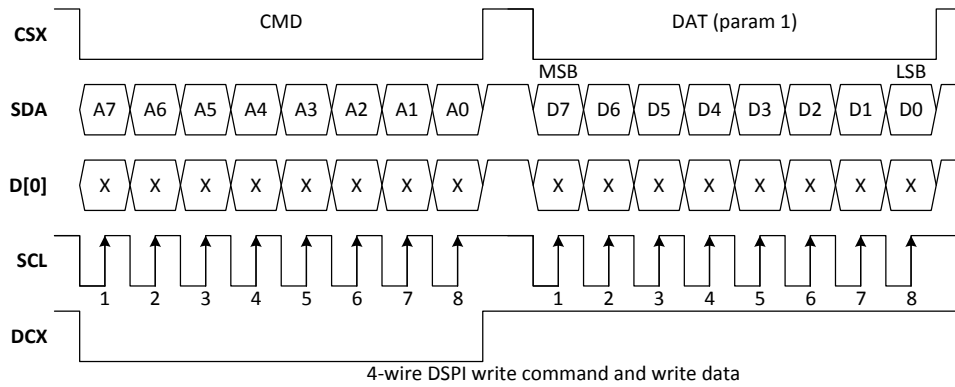 CSX CMD DAT (param 1)
MSB LSB
SDA A7 A6 A5 A4 A3 A2 A1 A0 D7 D6 D5 D4 D3 D2 D1 D0
D[0] X X X X X X X X X X X X X X X X
SCL
1 2 3 4 5 6 7 8 1 2 3 4 5 6 7 8
DCX
4-wire DSPI write command and write data